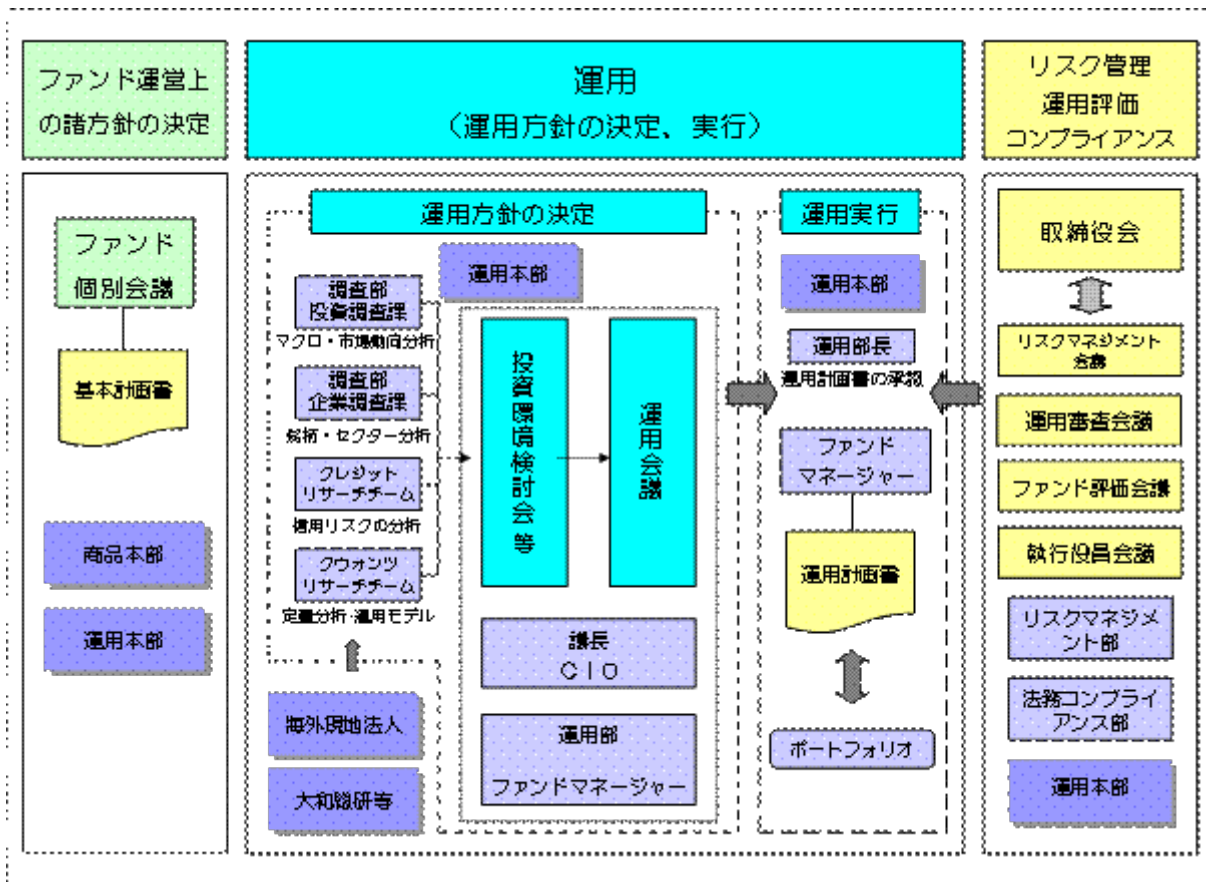 ファンド運営上
の諸方針の決定
運用
（運用方針の決定、実行）
リスク管理
運用評価
コンプライアンス
ファンド
個別会議
基本計画書
商品本部
運用本部
運用方針の決定
運用本部
調査部
投資調査課
マクロ・市場動向分析
調査部
企業調査課
銘柄・セクター分析
クレジット
リサーチチーム
信用リスクの分析
クウォンツ
リサーチチーム
定量分析・運用モデル
海外現地法人
大和総研等
投資環境検討会等
運用会議
議長
ＣＩＯ
運用部
ファンドマネージャー
運用実行
運用本部
運用部長
運用計画書の承認
ファンド
マネージャー
運用計画書
ポートフォリオ
取締役会
リスクマネジメント
会議
運用審査会議
ファンド評価会議
執行役員会議
リスクマネジメ
ント部
法務コンプライ
アンス部
運用本部